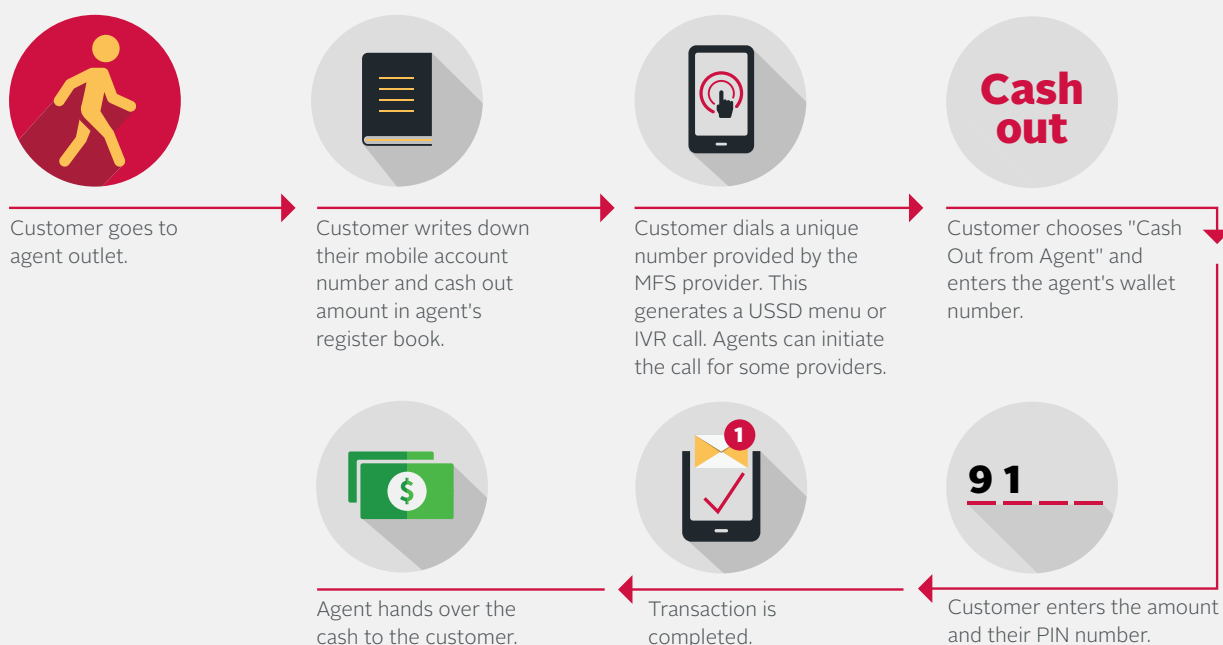 Cash
out
Customer goes to
agent outlet.
Customer writes down
their mobile account
number and cash out
amount in agent's
register book.
Customer dials a unique
number provided by the
MFS provider. This
generates a USSD menu or
IVR call. Agents can initiate
the call for some providers.
Customer chooses "Cash
Out from Agent" and
enters the agent's wallet
number.
$
1
9 1 _ _
Agent hands over the
cash to the customer.
Transaction is
completed.
Customer enters the amount
and their PIN number.